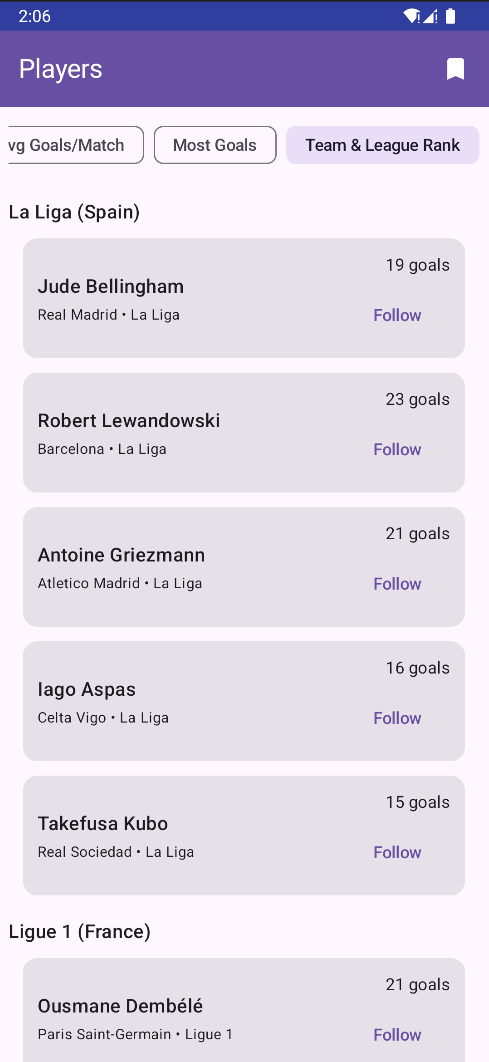 2:06
Players
vg Goals/Match
Most Goals
Team & League Rank
La Liga (Spain)
19 goals
Jude Bellingham
Real Madrid • La Liga
Follow
23 goals
Robert Lewandowski
Barcelona • La Liga
Follow
21 goals
Antoine Griezmann
Atletico Madrid • La Liga
Follow
16 goals
Iago Aspas
Celta Vigo • La Liga
Follow
15 goals
Takefusa Kubo
Real Sociedad • La Liga
Follow
Ligue 1 (France)
21 goals
Ousmane Dembélé
Paris Saint-Germain • Ligue 1
Follow